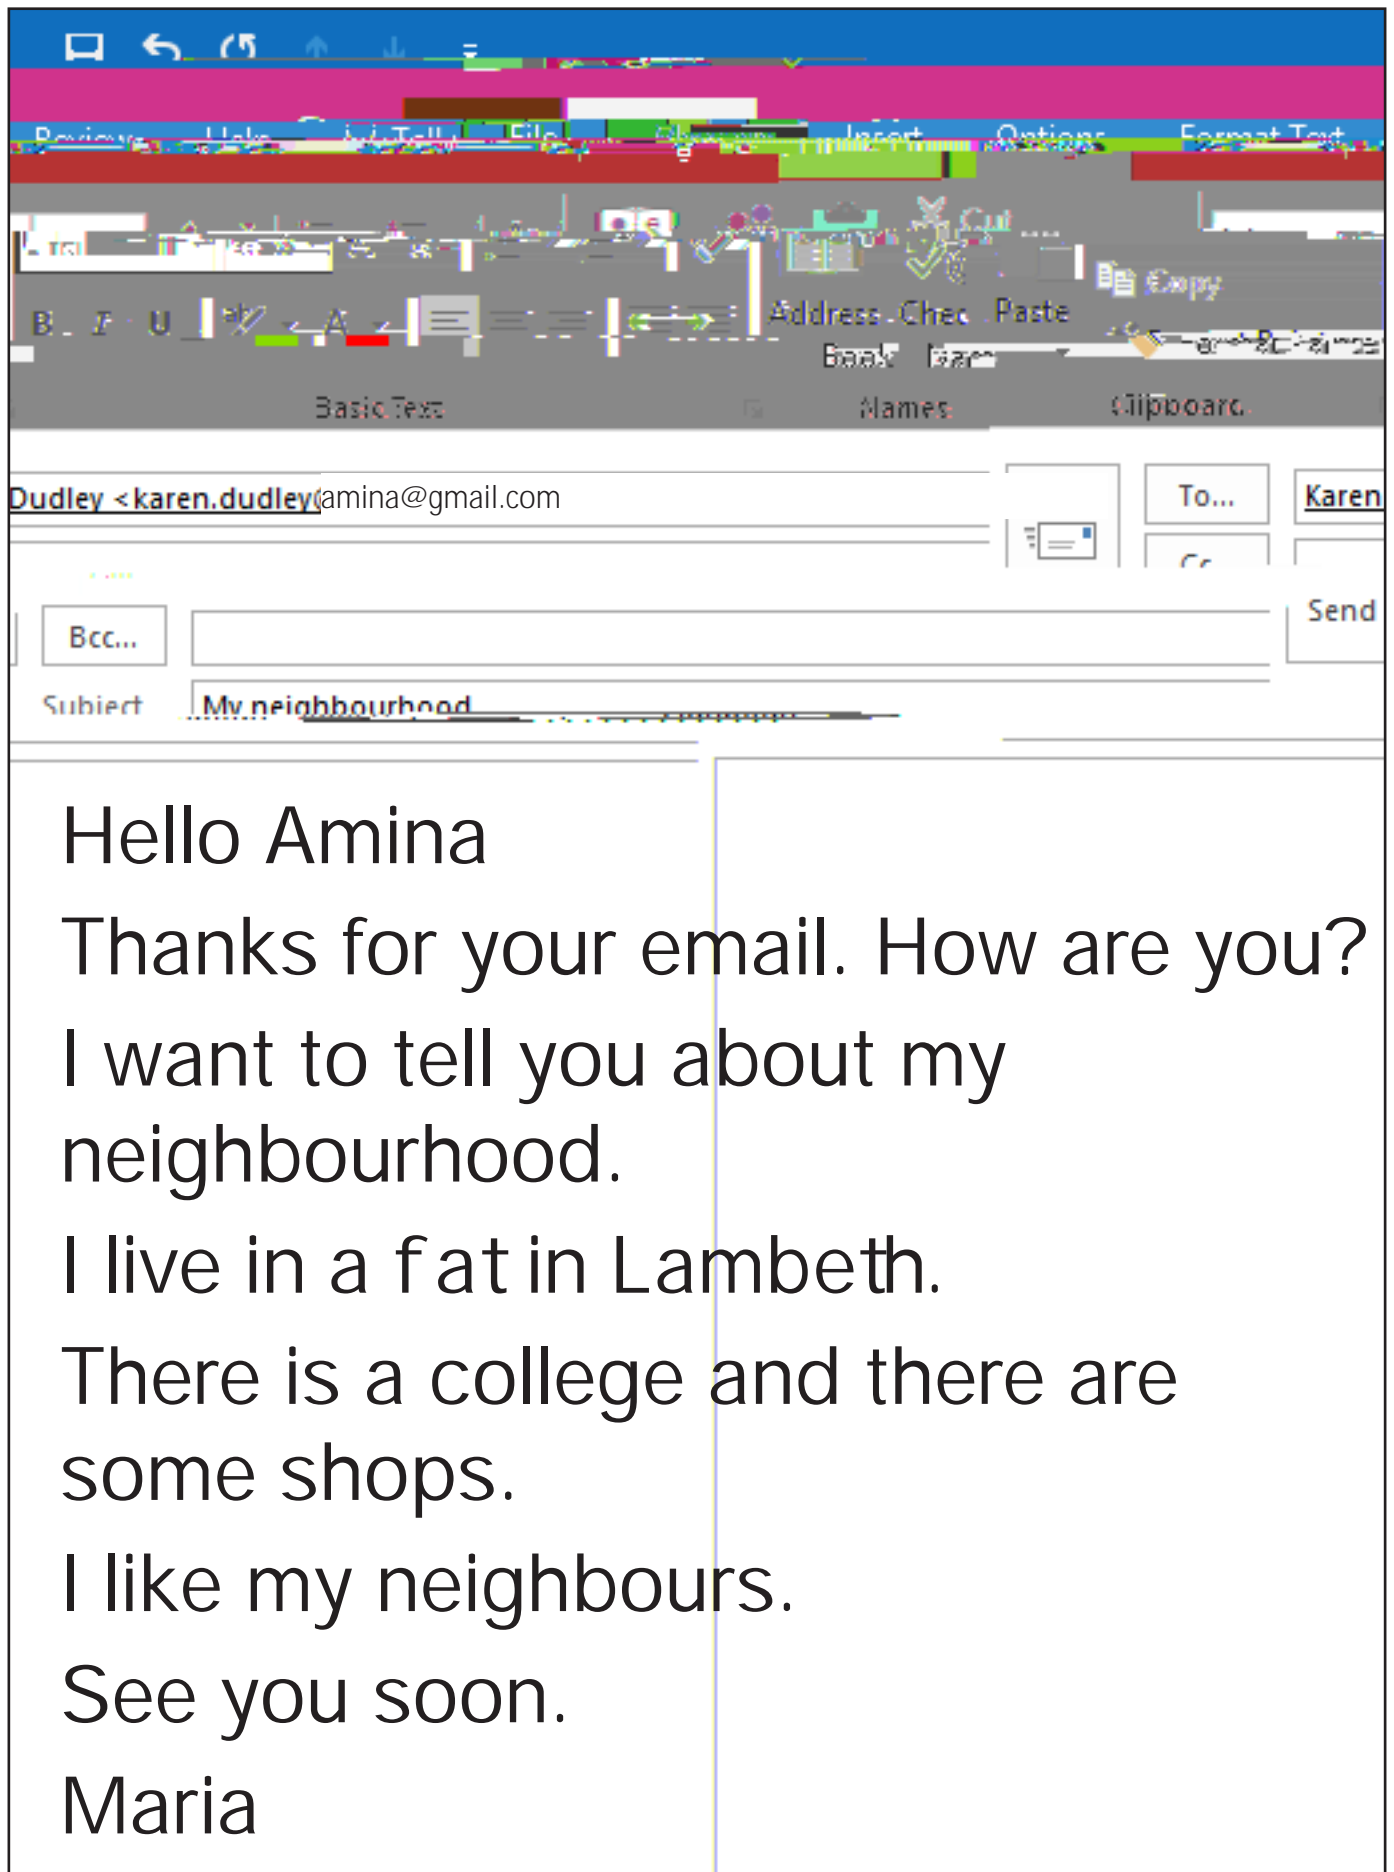 File Insert Options Format Text
Cut
Copy
B I U A Address Chec Paste
Book
Basic Text Names Clipboard
Dudley <karen.dudley@amina@gmail.com To... Karen
Send
Bcc...
Subject My neighbourhood
Hello Amina
Thanks for your email. How are you?
I want to tell you about my
neighbourhood.
I live in a f at in Lambeth.
There is a college and there are
some shops.
I like my neighbours.
See you soon.
Maria